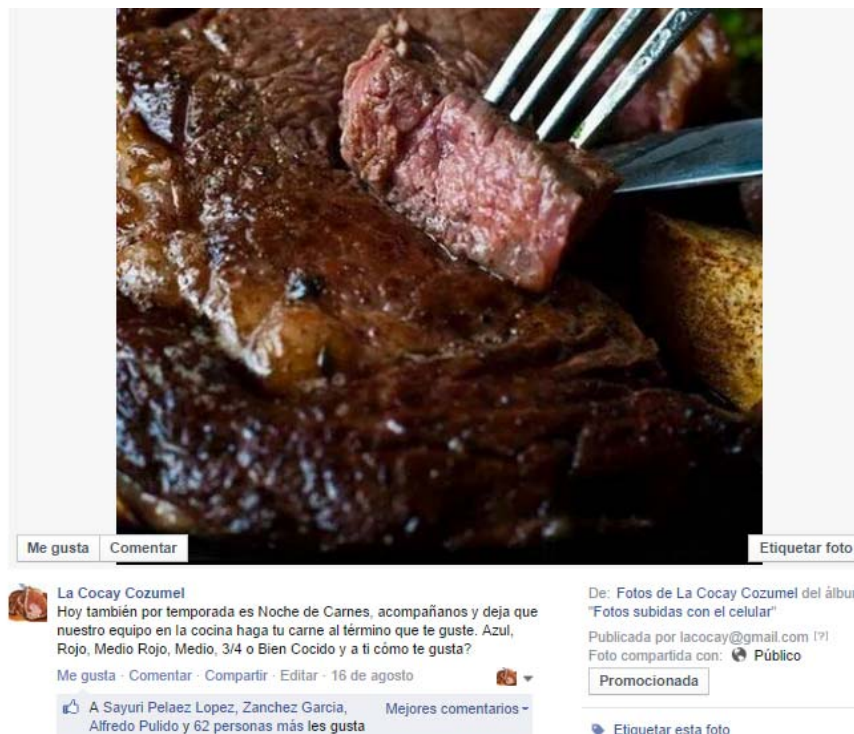 Me gusta
Comentar
Etiquetar foto
La Cocay Cozumel
Hoy también por temporada es Noche de Carnes, acompañanos y deja que
nuestro equipo en la cocina haga tu carne al término que te guste. Azul,
Rojo, Medio Rojo, Medio, 3/4 o Bien Cocido y a ti cómo te gusta?
Me gusta · Comentar · Compartir · Editar · 16 de agosto
A Sayuri Pelaez Lopez, Zanchez Garcia,
Alfredo Pulido y 62 personas más les gusta
Mejores comentarios
De: Fotos de La Cocay Cozumel del álbu
"Fotos subidas con el celular"
Publicada por lacocay@gmail.com [?]
Foto compartida con: Público
Promocionada
Etiquetar esta foto